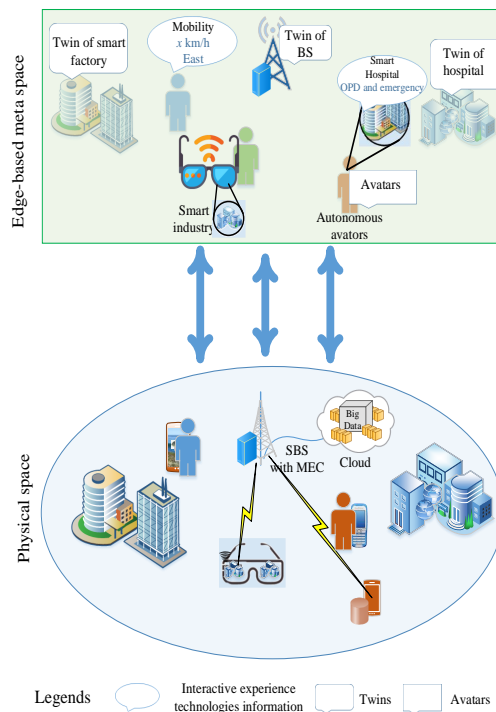 Edge-based meta space
Twin of smart
factory
Mobility
x km/h
East
Twin of
BS
Smart
Hospital
OPD and emergency
Twin of
hospital
Smart
industry
Avatars
Autonomous
avators
Physical space
SBS
with MEC
Big
Data
Cloud
Legends
Interactive experience
technologies information
Twins
Avatars